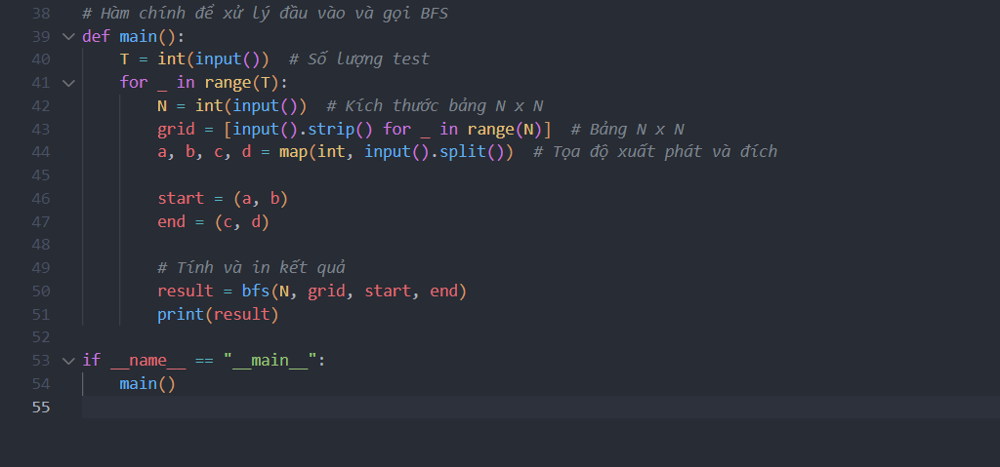 38 # Hàm chính để xử lý đầu vào và gọi BFS
39 def main():
40     T = int(input())  # Số lượng test
41     for _ in range(T):
42         N = int(input())  # Kích thước bảng N x N
43         grid = [input().strip() for _ in range(N)]  # Bảng N x N
44         a, b, c, d = map(int, input().split())  # Tọa độ xuất phát và đích
45
46         start = (a, b)
47         end = (c, d)
48
49         # Tính và in kết quả
50         result = bfs(N, grid, start, end)
51         print(result)
52
53 if __name__ == "__main__":
54     main()
55